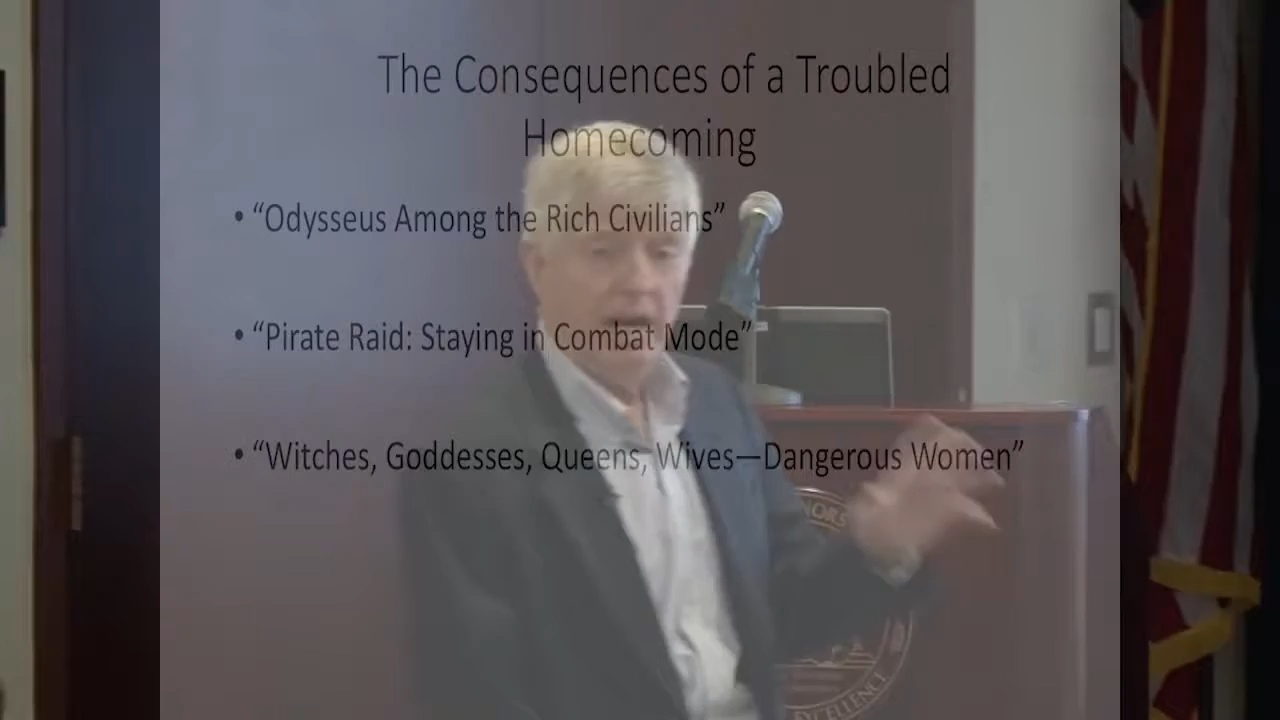 The Consequences of a Troubled
Homecoming
• “Odysseus Among the Rich Civilians”
• “Pirate Raid: Staying in Combat Mode”
• “Witches, Goddesses, Queens, Wives—Dangerous Women”
EXCELLENCE